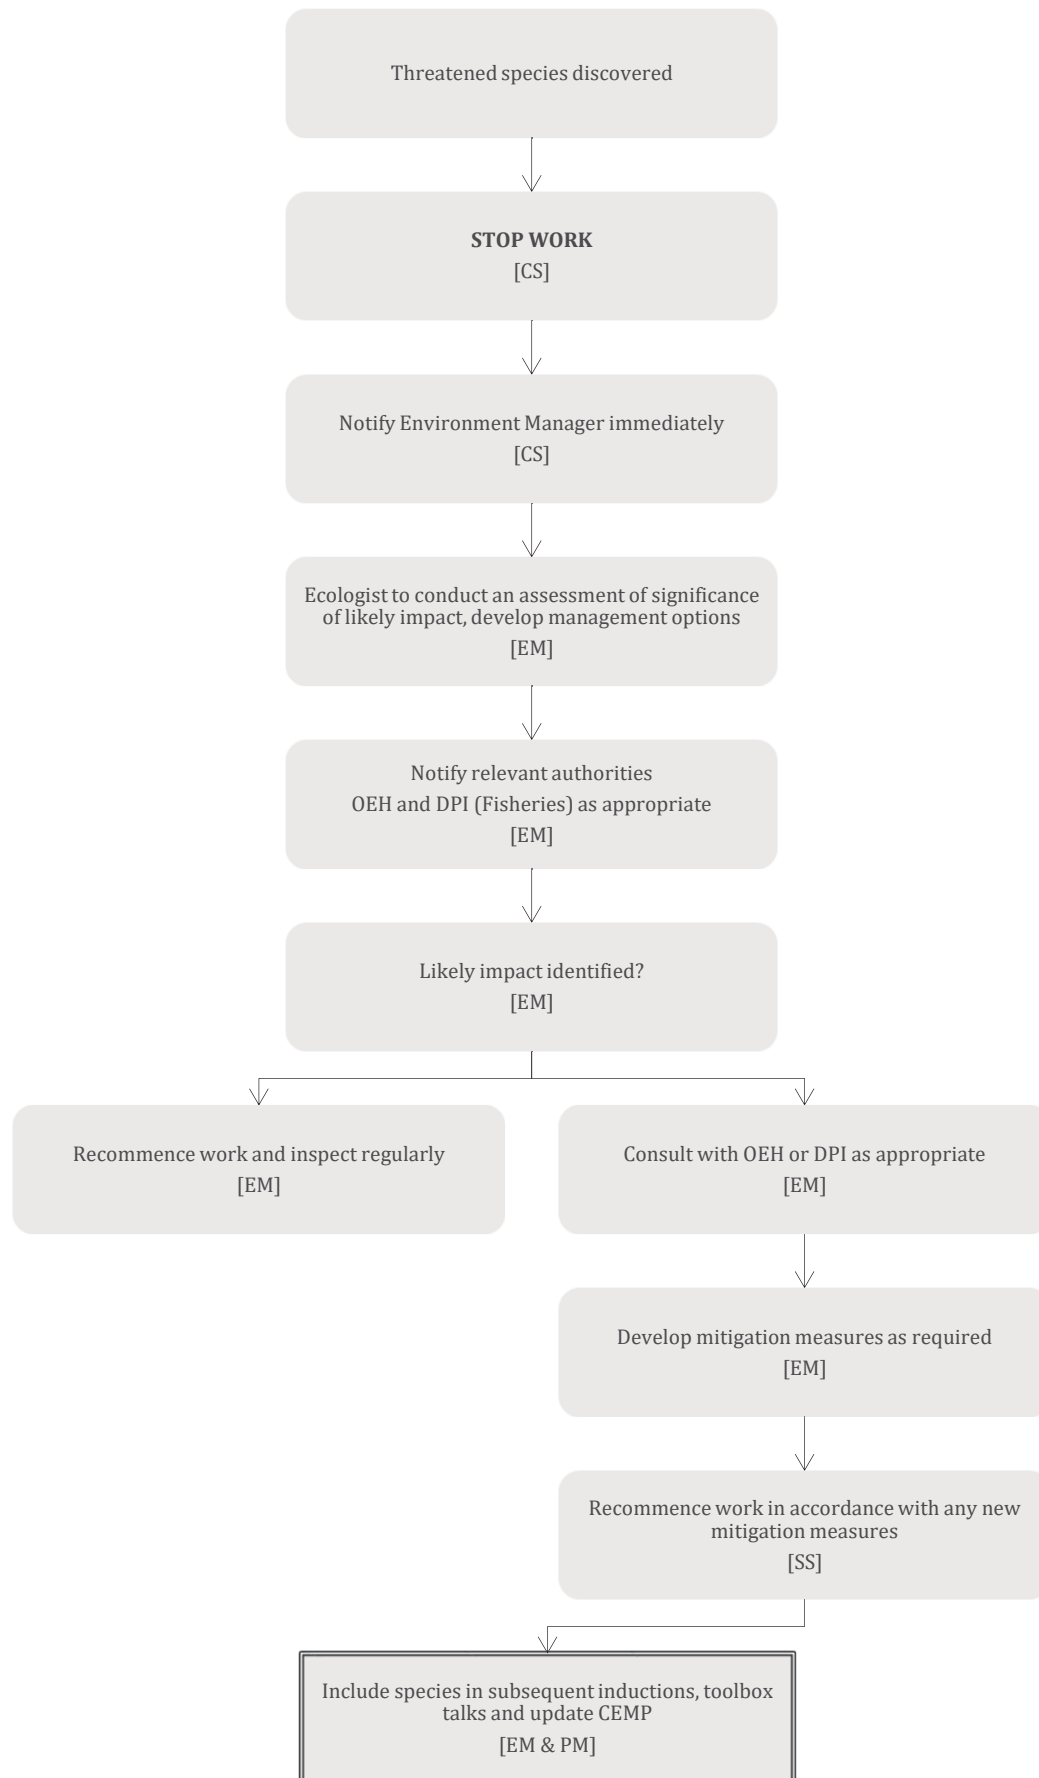 Threatened species discovered
STOP WORK
[CS]
Notify Environment Manager immediately
[CS]
Ecologist to conduct an assessment of significance
of likely impact, develop management options
[EM]
Notify relevant authorities
OEH and DPI (Fisheries) as appropriate
[EM]
Likely impact identified?
[EM]
Recommence work and inspect regularly
[EM]
Consult with OEH or DPI as appropriate
[EM]
Develop mitigation measures as required
[EM]
Recommence work in accordance with any new
mitigation measures
[SS]
Include species in subsequent inductions, toolbox
talks and update CEMP
[EM & PM]